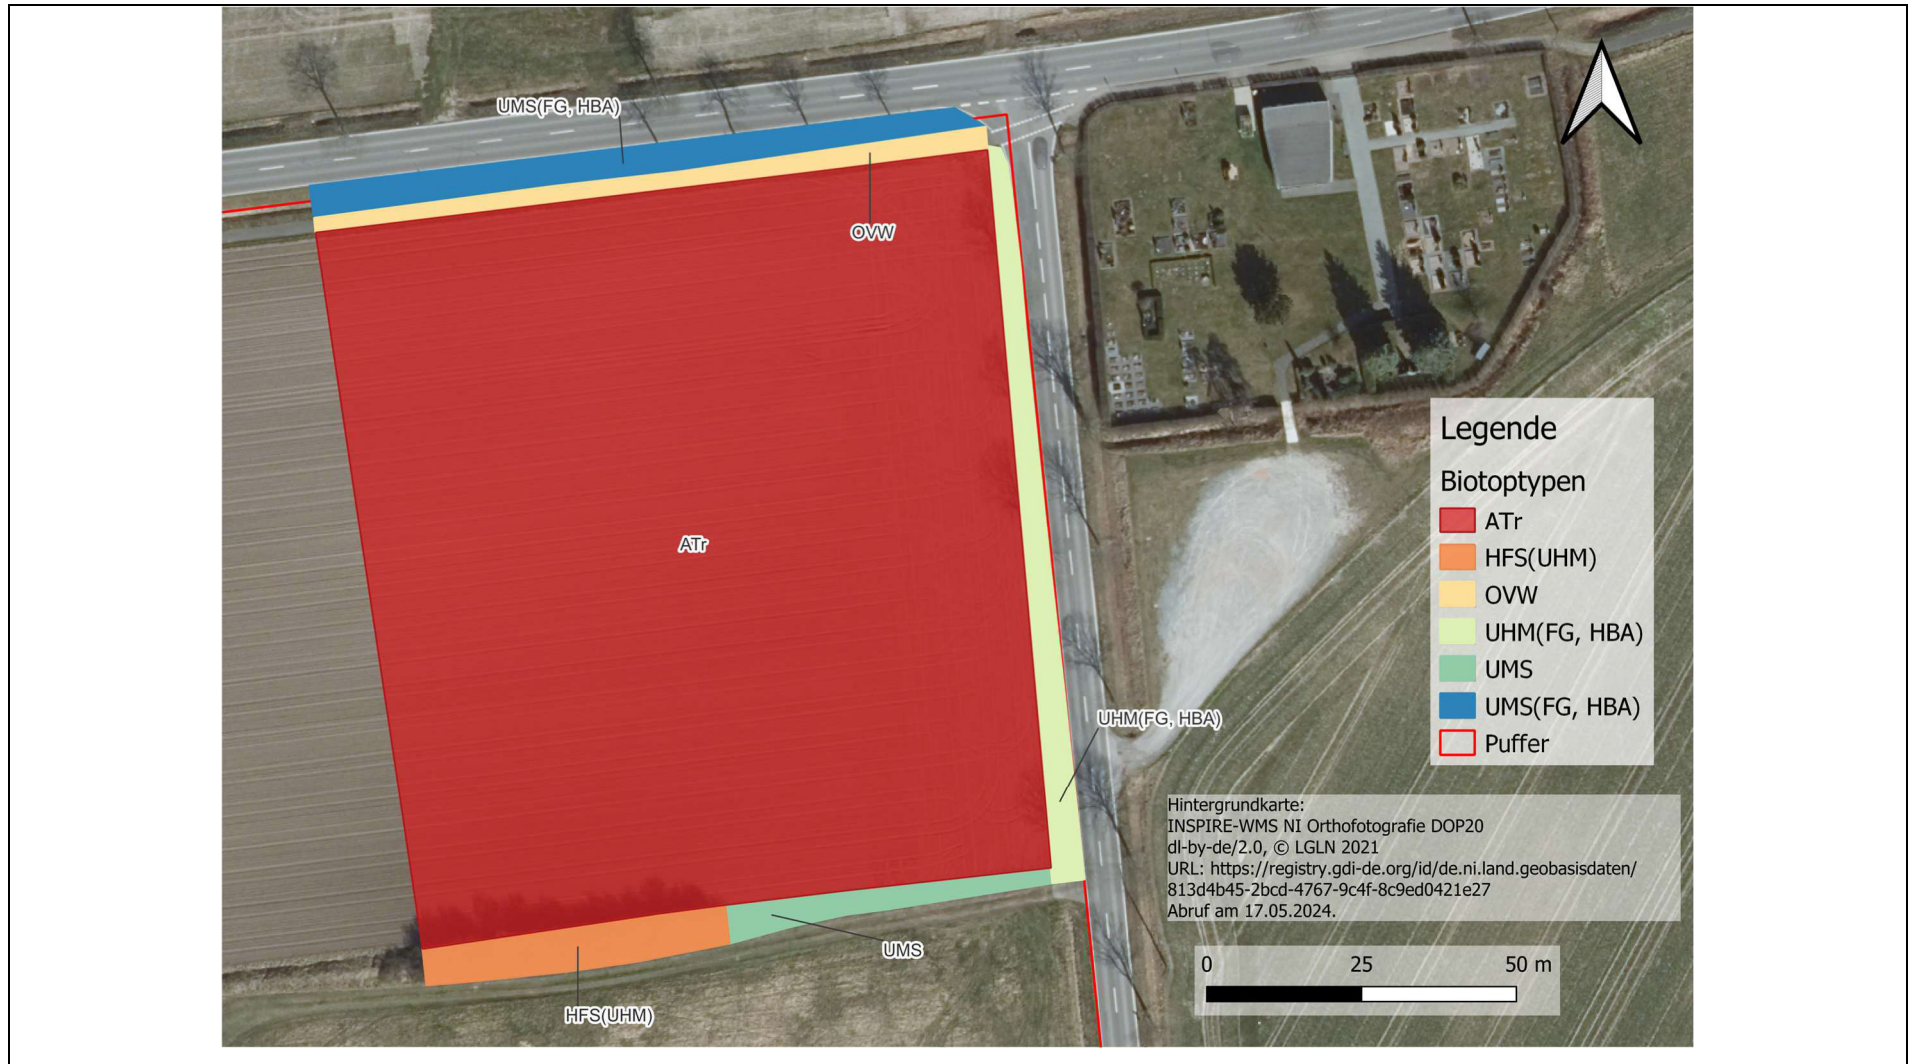 UMS(FG, HBA)
OVW
ATr
UHM(FG, HBA)
UMS
HFS(UHM)
Legende
Biotoptypen
ATr
HFS(UHM)
OVW
UHM(FG, HBA)
UMS
UMS(FG, HBA)
Puffer
Hintergrundkarte:
INSPIRE-WMS NI Orthofotografie DOP20
dl-by-de/2.0, © LGLN 2021
URL: https://registry.gdi-de.org/id/de.ni.land.geobasisdaten/
813d4b45-2bcd-4767-9c4f-8c9ed0421e27
Abruf am 17.05.2024.
0 25 50 m